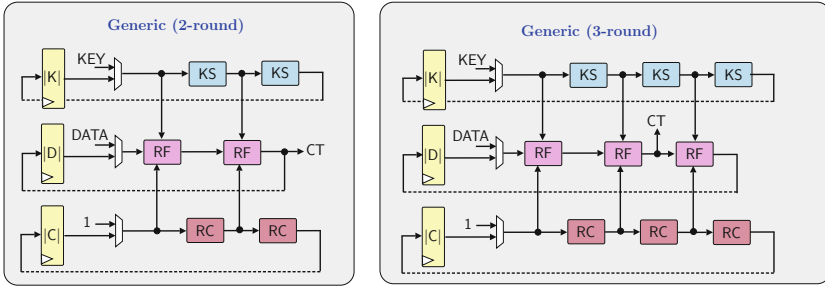 Generic (2-round)
KEY
|K|
KS
KS
DATA
|D|
RF
RF
CT
1
|C|
RC
RC
Generic (3-round)
KEY
|K|
KS
KS
KS
CT
DATA
|D|
RF
RF
RF
1
|C|
RC
RC
RC